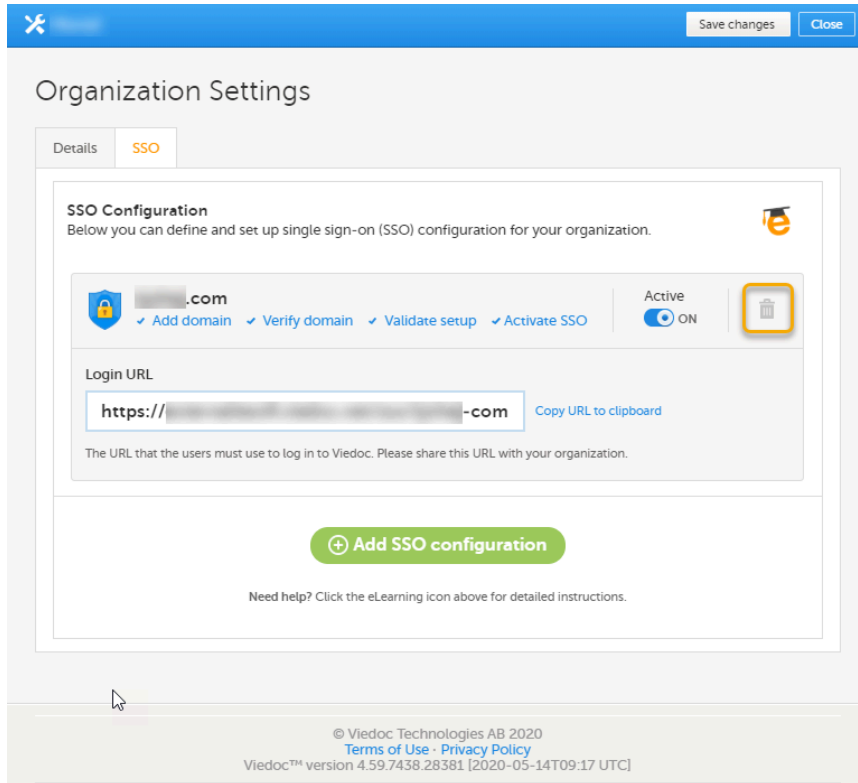 Save changes
Close
Organization Settings
Details
SSO
SSO Configuration
Below you can define and set up single sign-on (SSO) configuration for your organization.
e
.com
Add domain
Verify domain
Validate setup
Activate SSO
Active
ON
Login URL
https://
-com
Copy URL to clipboard
The URL that the users must use to log in to Viedoc. Please share this URL with your organization.
Add SSO configuration
Need help? Click the eLearning icon above for detailed instructions.
© Viedoc Technologies AB 2020
Terms of Use · Privacy Policy
Viedoc™ version 4.59.7438.28381 [2020-05-14T09:17 UTC]